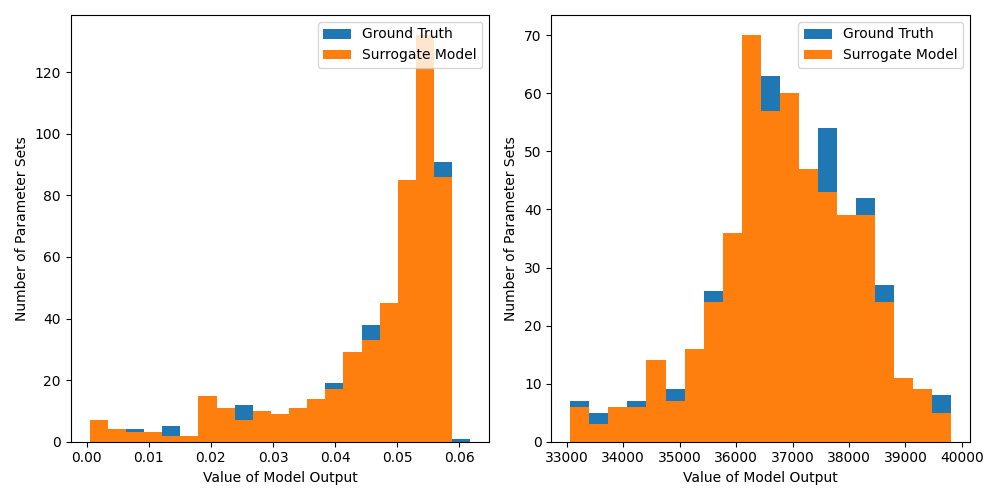 Ground Truth
Surrogate Model
120
100
80
60
40
20
0
Number of Parameter Sets
0.00 0.01 0.02 0.03 0.04 0.05 0.06
Value of Model Output
Ground Truth
Surrogate Model
70
60
50
40
30
20
10
0
Number of Parameter Sets
33000 34000 35000 36000 37000 38000 39000 40000
Value of Model Output